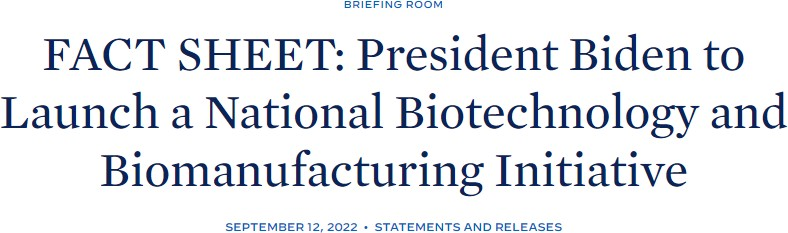 BRIEFING ROOM
FACT SHEET: President Biden to
Launch a National Biotechnology and
Biomanufacturing Initiative
SEPTEMBER 12, 2022 • STATEMENTS AND RELEASES